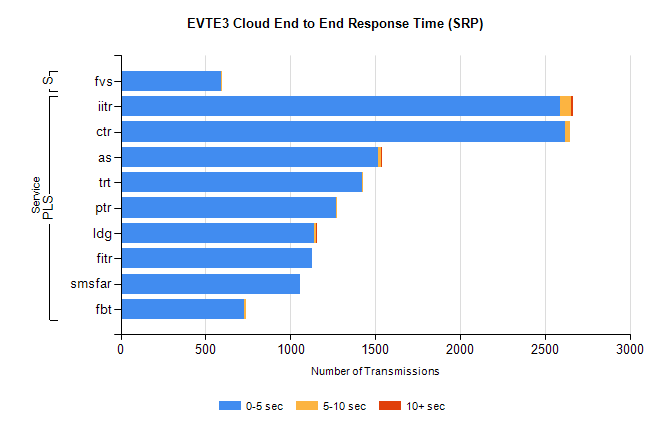 EVTE3 Cloud End to End Response Time (SRP)
S
fvs
iitr
ctr
as
trt
Service
PLS
ptr
ldg
fitr
smsfar
fbt
0 500 1000 1500 2000 2500 3000
Number of Transmissions
0-5 sec 5-10 sec 10+ sec